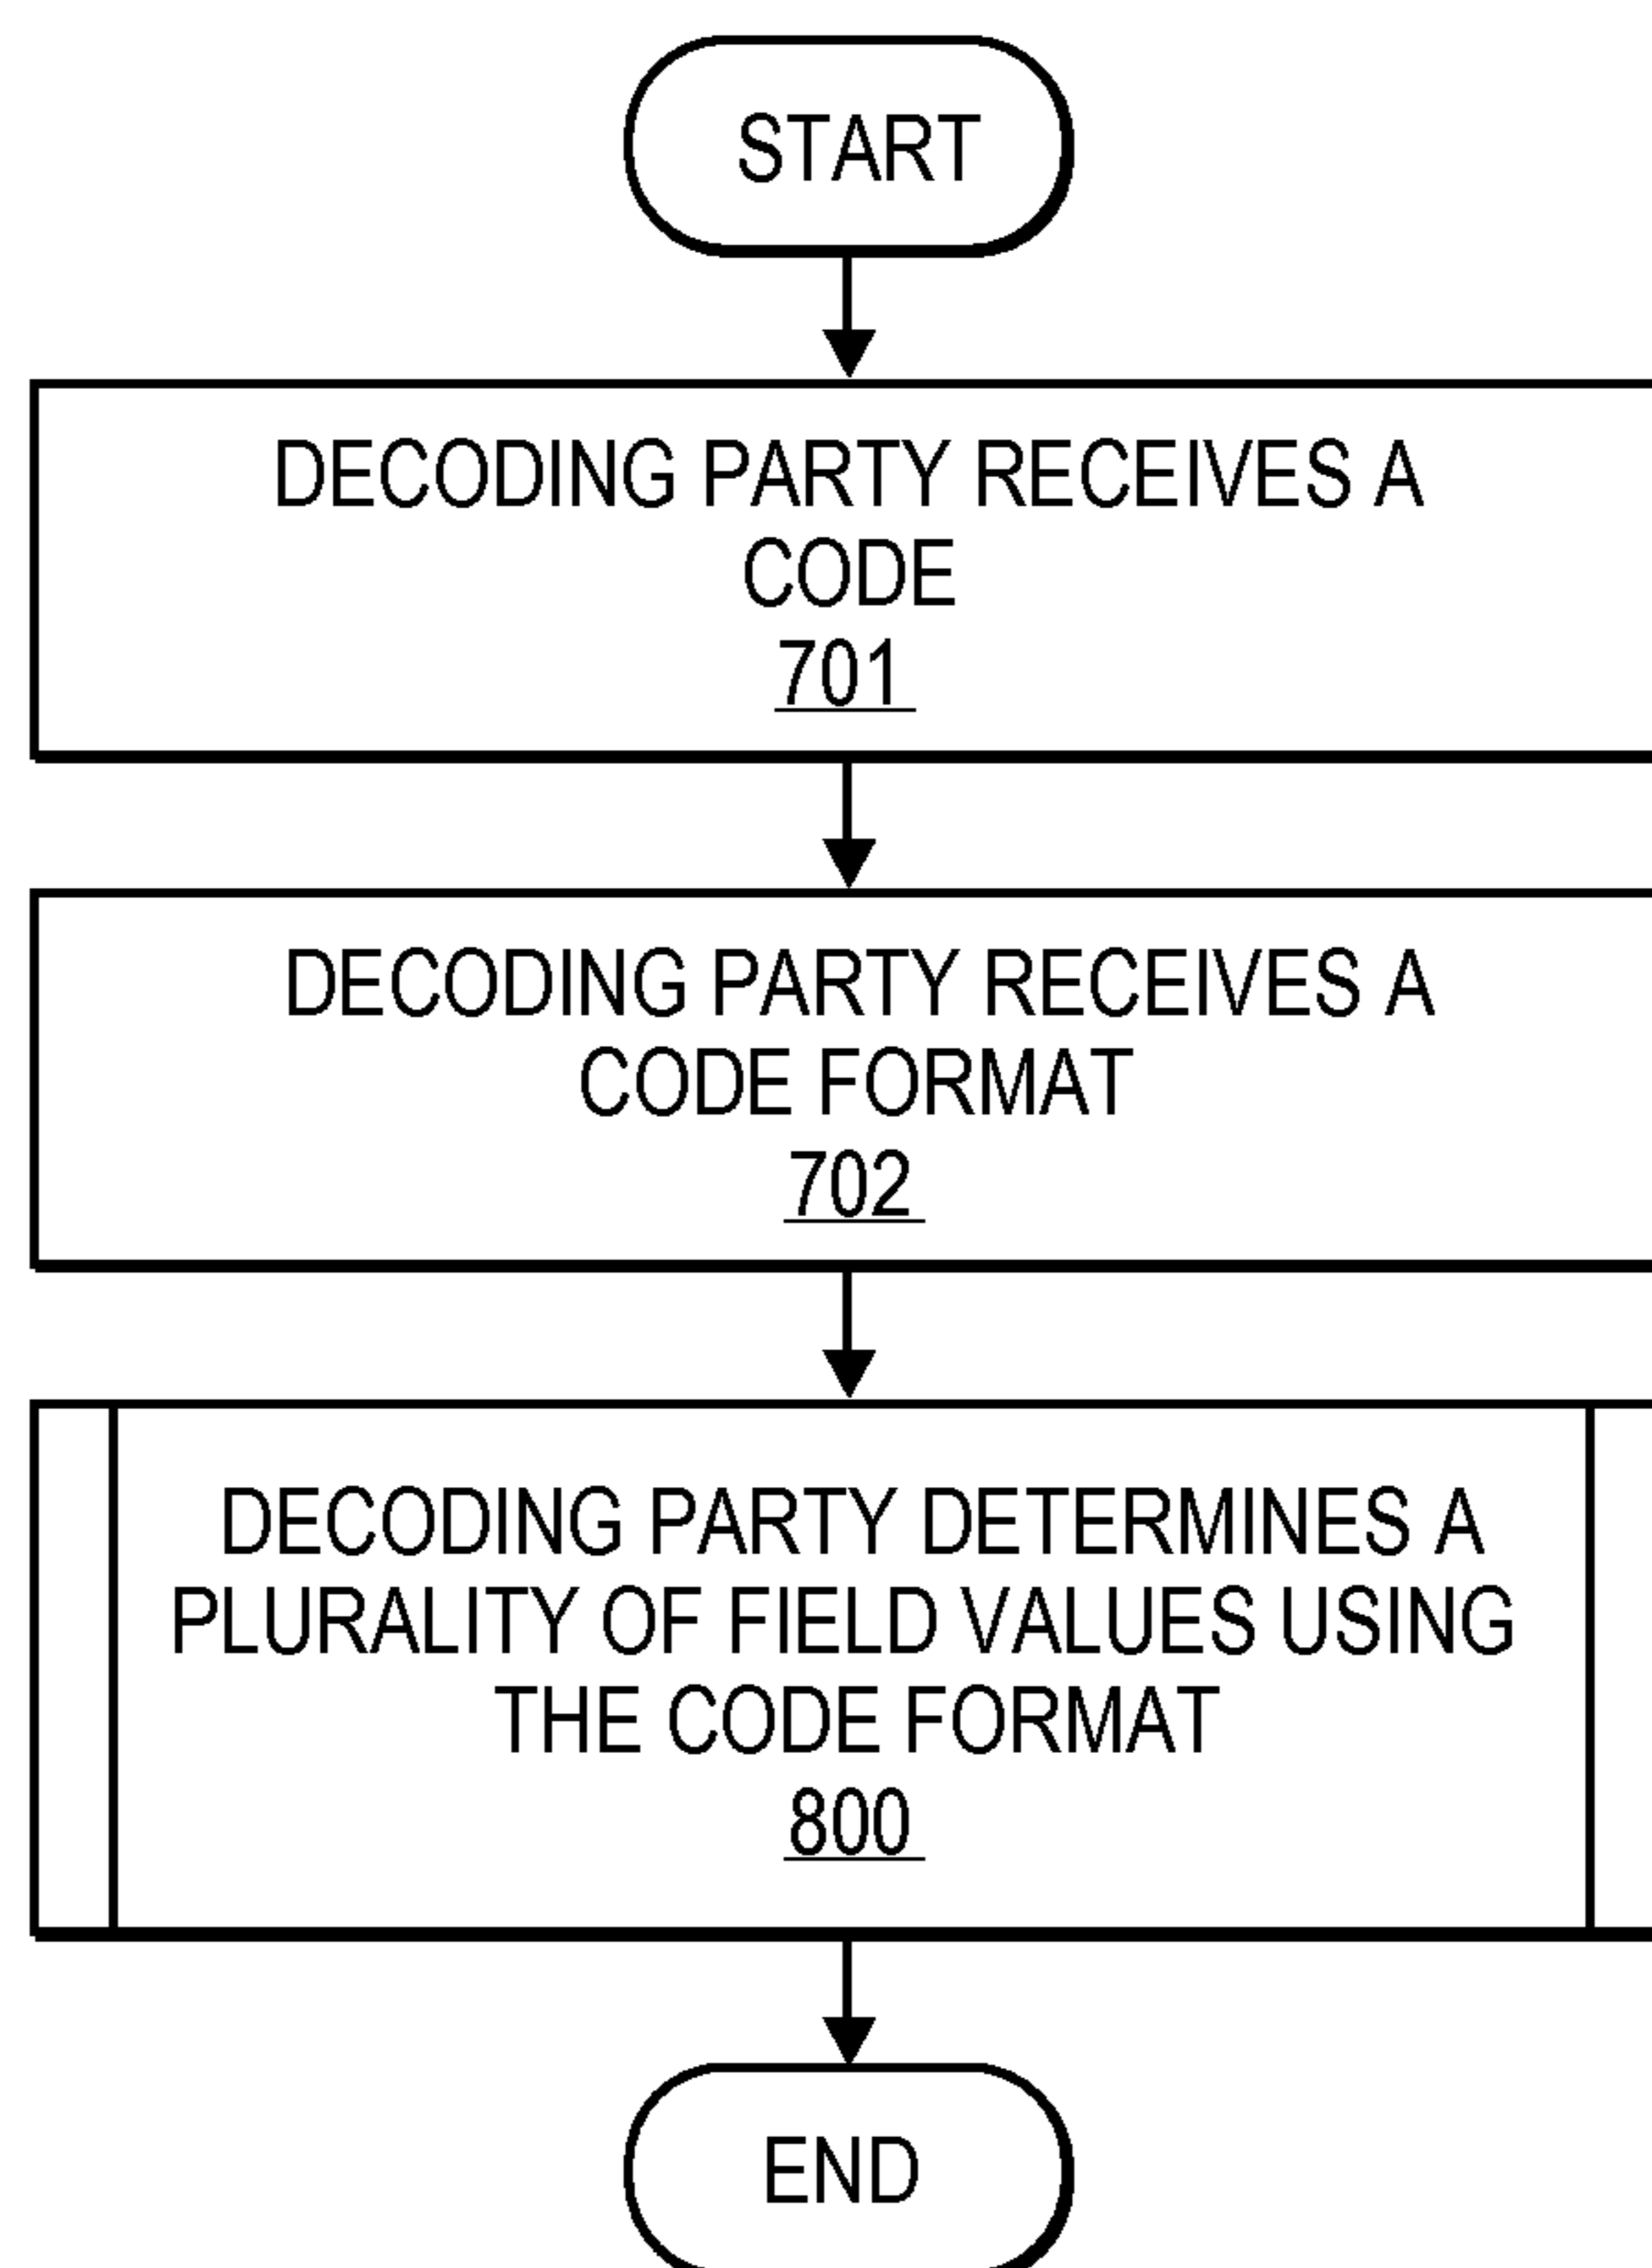 START
DECODING PARTY RECEIVES A
CODE
701
DECODING PARTY RECEIVES A
CODE FORMAT
702
DECODING PARTY DETERMINES A
PLURALITY OF FIELD VALUES USING
THE CODE FORMAT
800
END